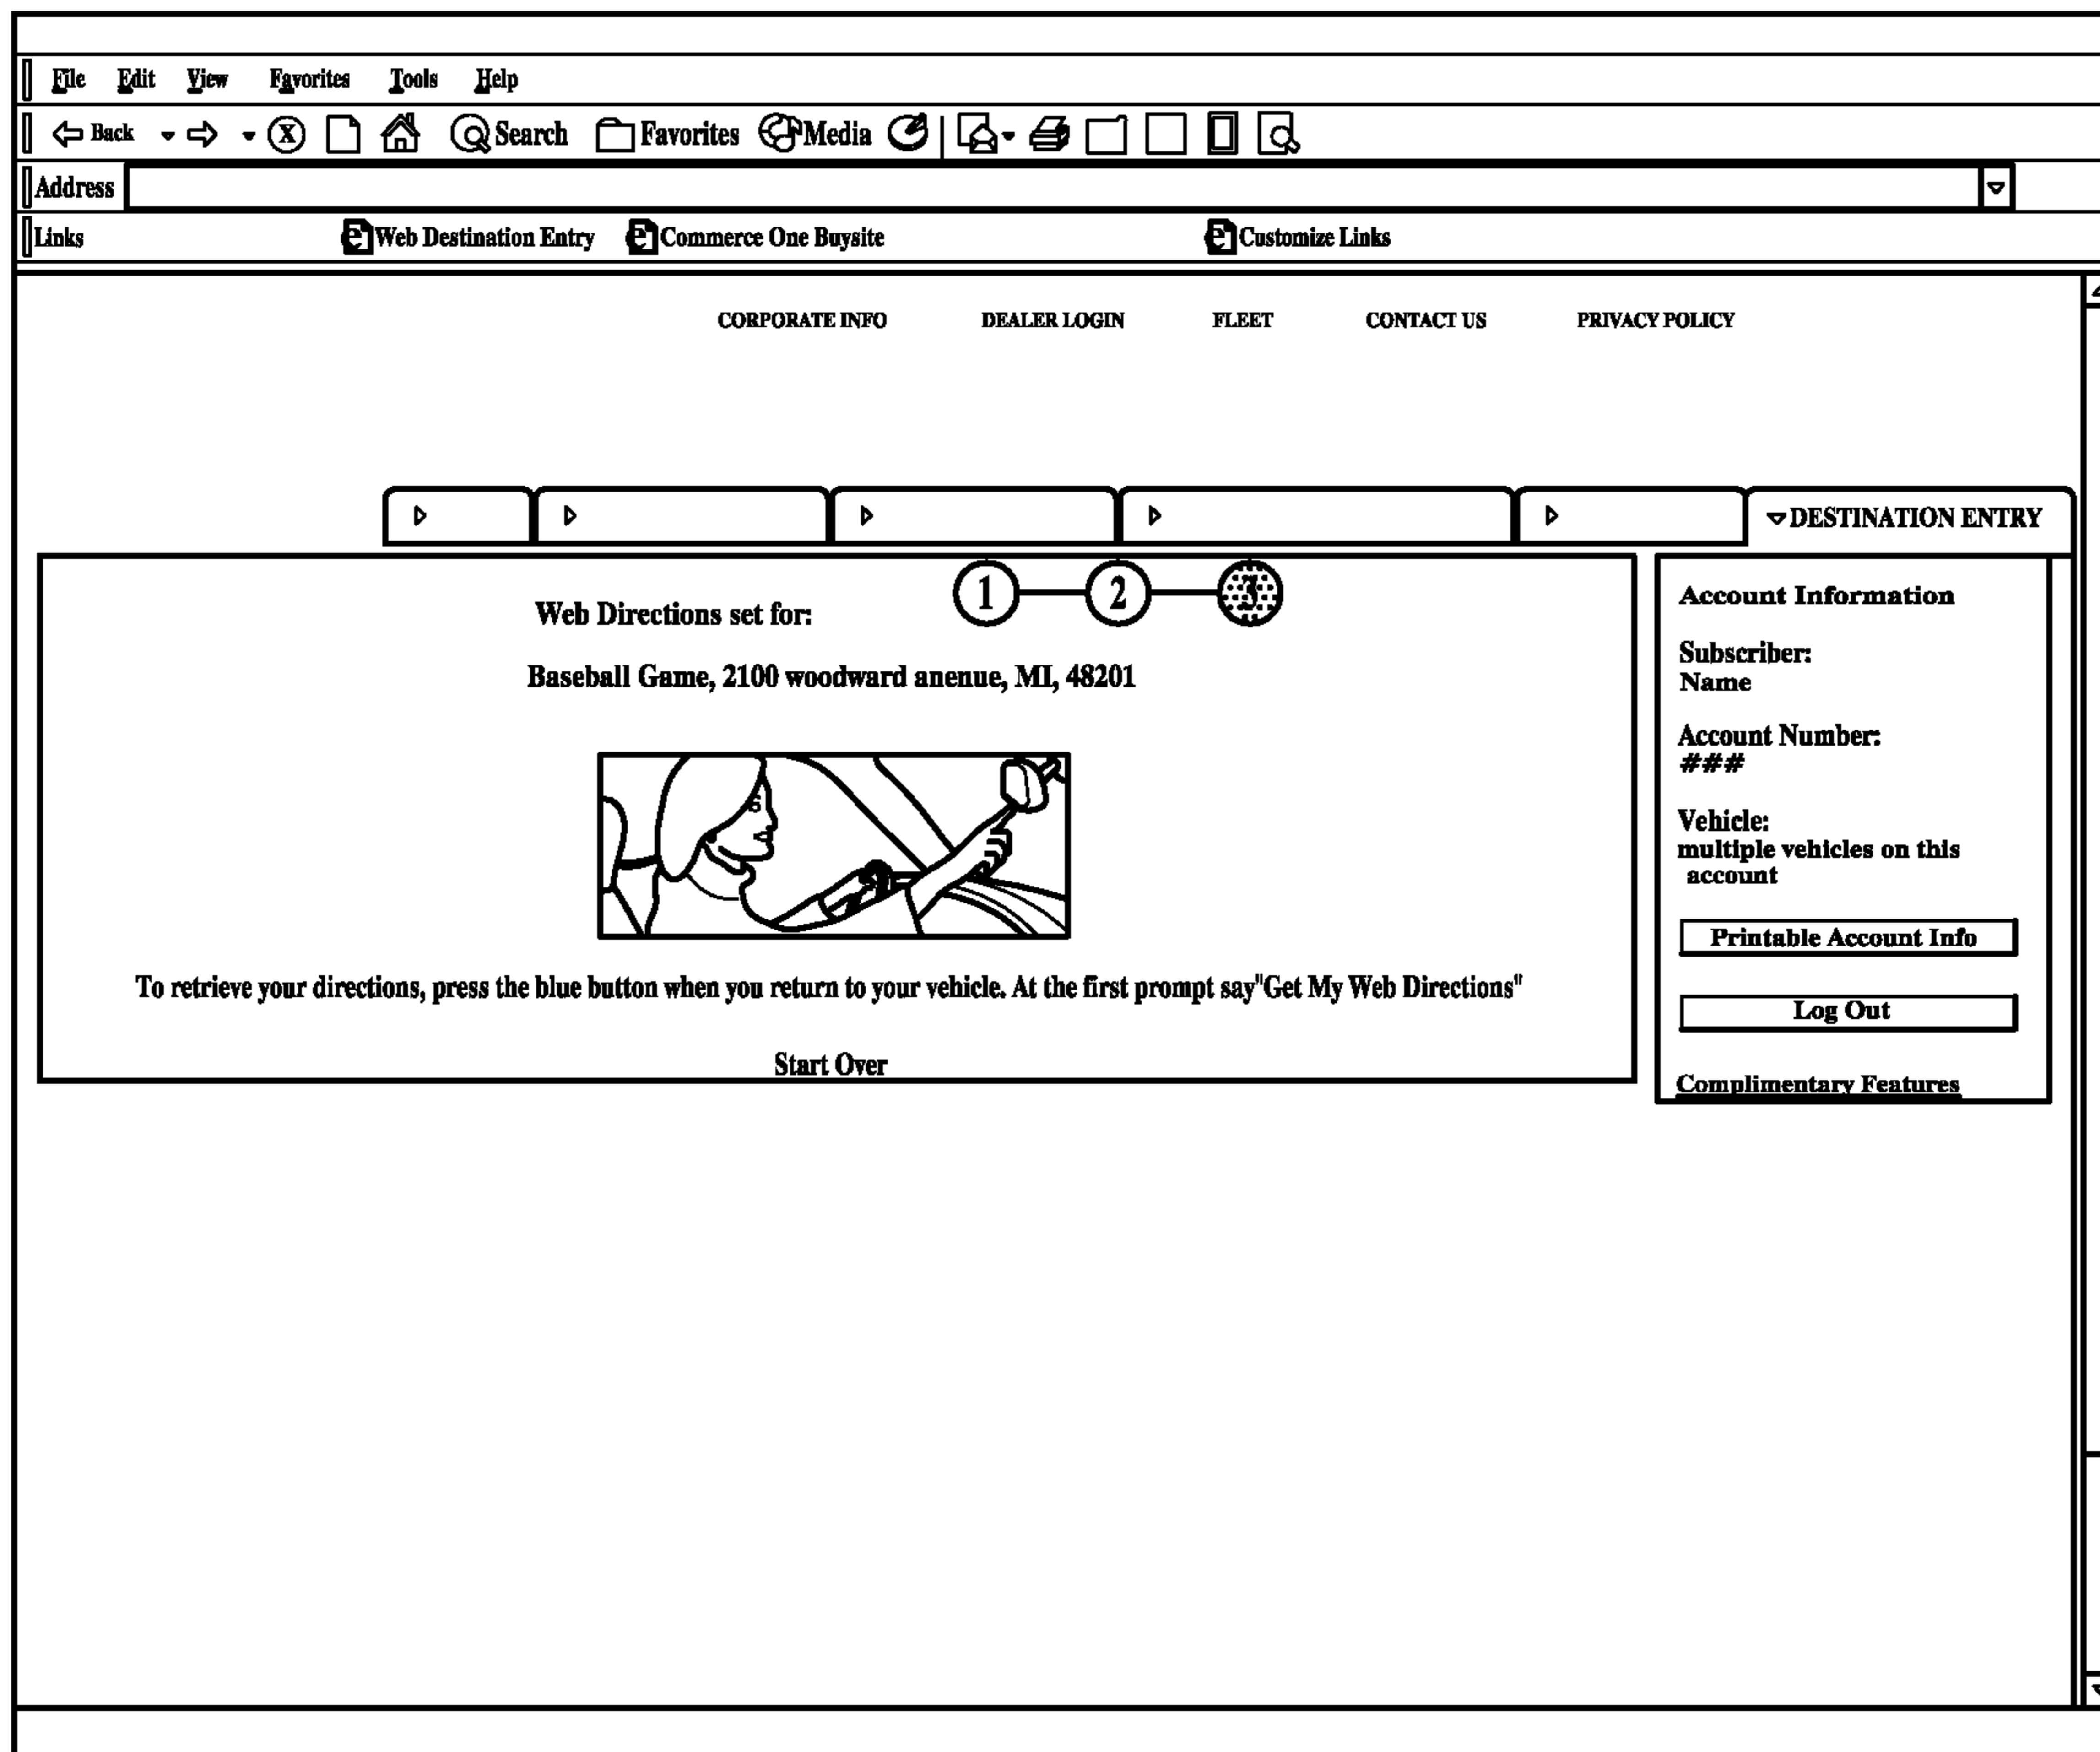 File Edit View Favorites Tools Help
Back X Search Favorites Media
Address
Links Web Destination Entry Commerce One Buysite Customize Links
CORPORATE INFO DEALER LOGIN FLEET CONTACT US PRIVACY POLICY
DESTINATION ENTRY
1 2 3
Web Directions set for:
Baseball Game, 2100 woodward anenue, MI, 48201
To retrieve your directions, press the blue button when you return to your vehicle. At the first prompt say"Get My Web Directions"
Start Over
Account Information
Subscriber:
Name
Account Number:
###
Vehicle:
multiple vehicles on this
account
Printable Account Info
Log Out
Complimentary Features